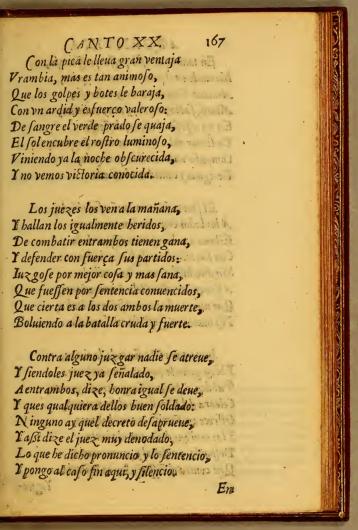 CANTO XX. 167
Con la pica le lleua gran ventaja
Vrambia, mas es tan animoſo,
Que los golpes y botes le baraja,
Con vn ardid y esfuerço valeroſo:
De ſangre el verde prado ſe quaja,
El ſol encubre el roſtro luminoſo,
Viniendo ya la noche obſcurecida,
Y no vemos victoria conocida.
Los juezes los ven a la mañana,
Y hallan los igualmente heridos,
De combatir entrambos tienen gana,
Y defender con fuerça ſus partidos:
Iuzgoſe por mejor coſa y mas ſana,
Que fueſſen por ſentencia conuencidos,
Que cierta es a los dos ambos la muerte,
Boluiendo a la batalla cruda y fuerte.
Contra alguno juzgar nadie ſe atreue,
Y ſiendoles juez ya ſeñalado,
A entrambos, dize, honra igual ſe deue,
Y ques qualquiera dellos buen ſoldado:
Ninguno ay quel decreto deſaprueue,
Y aſsi dize el juez muy denodado,
Lo que he dicho pronuncio y lo ſentencio,
Y pongo al caſo fin aqui, y ſilencio.
En